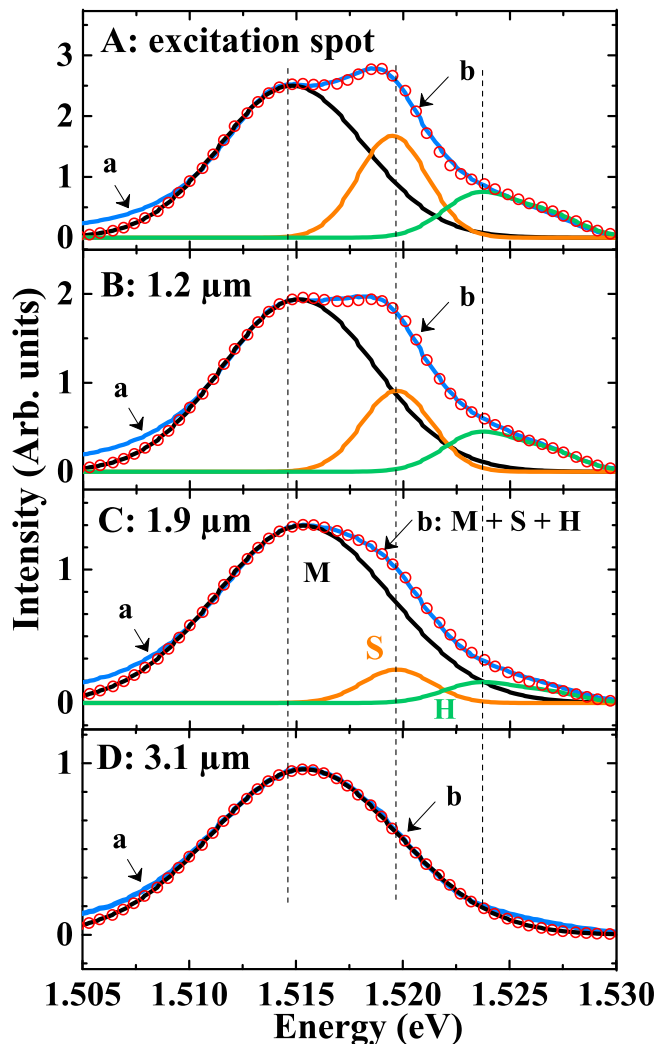 A: excitation spot
b
a
3
2
1
0
B: 1.2 μm
b
a
2
1
0
C: 1.9 μm
b: M + S + H
M
a
S
H
1
0
D: 3.1 μm
b
a
1
0
Intensity (Arb. units)
1.505 1.510 1.515 1.520 1.525 1.530
Energy (eV)